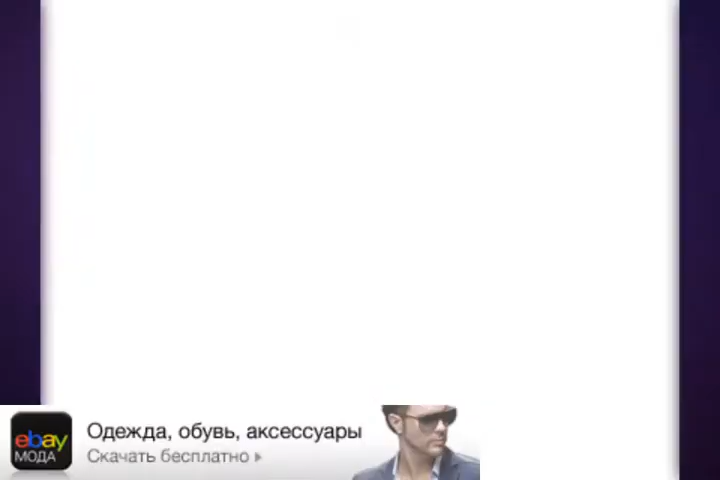 ebay
МОДА
Одежда, обувь, аксессуары
Скачать бесплатно